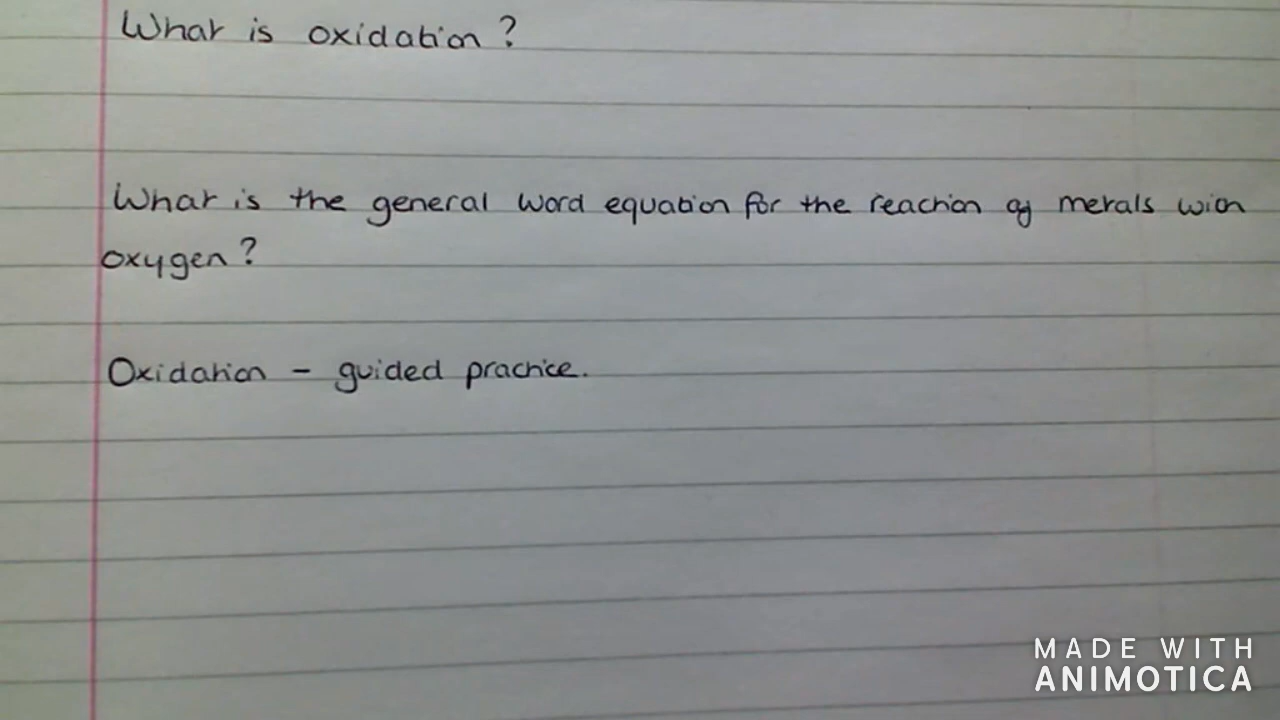 What is oxidation?
What is the general word equation for the reaction of metals with
oxygen?
Oxidation - guided practice.
MADE WITH
ANIMOTICA